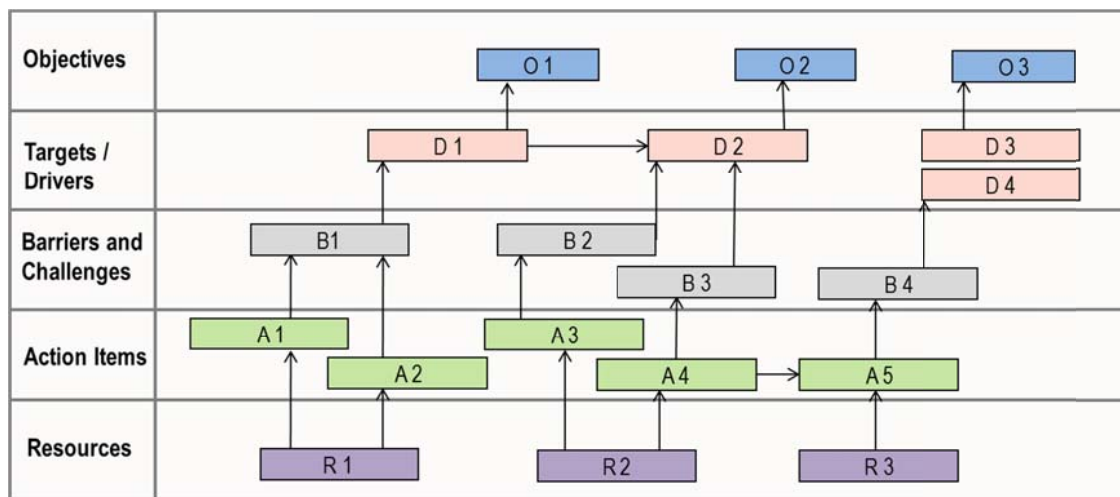 Objectives
O 1
O 2
O 3
Targets /
Drivers
D 1
D 2
D 3
D 4
Barriers and
Challenges
B1
B 2
B 3
B 4
Action Items
A 1
A 2
A 3
A 4
A 5
Resources
R 1
R 2
R 3